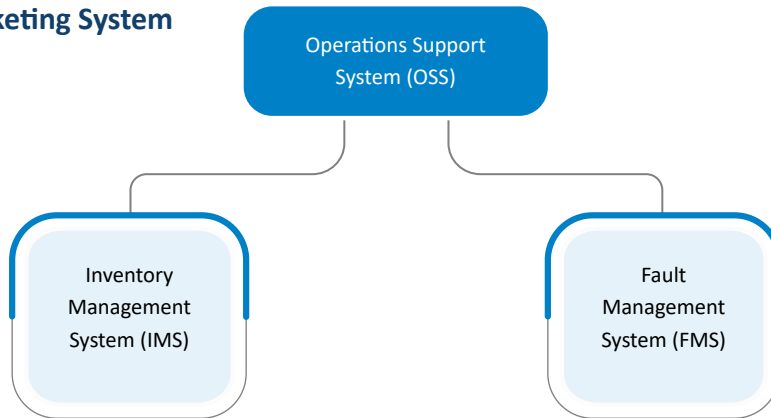 keting System
Operations Support
System (OSS)
Inventory
Management
System (IMS)
Fault
Management
System (FMS)